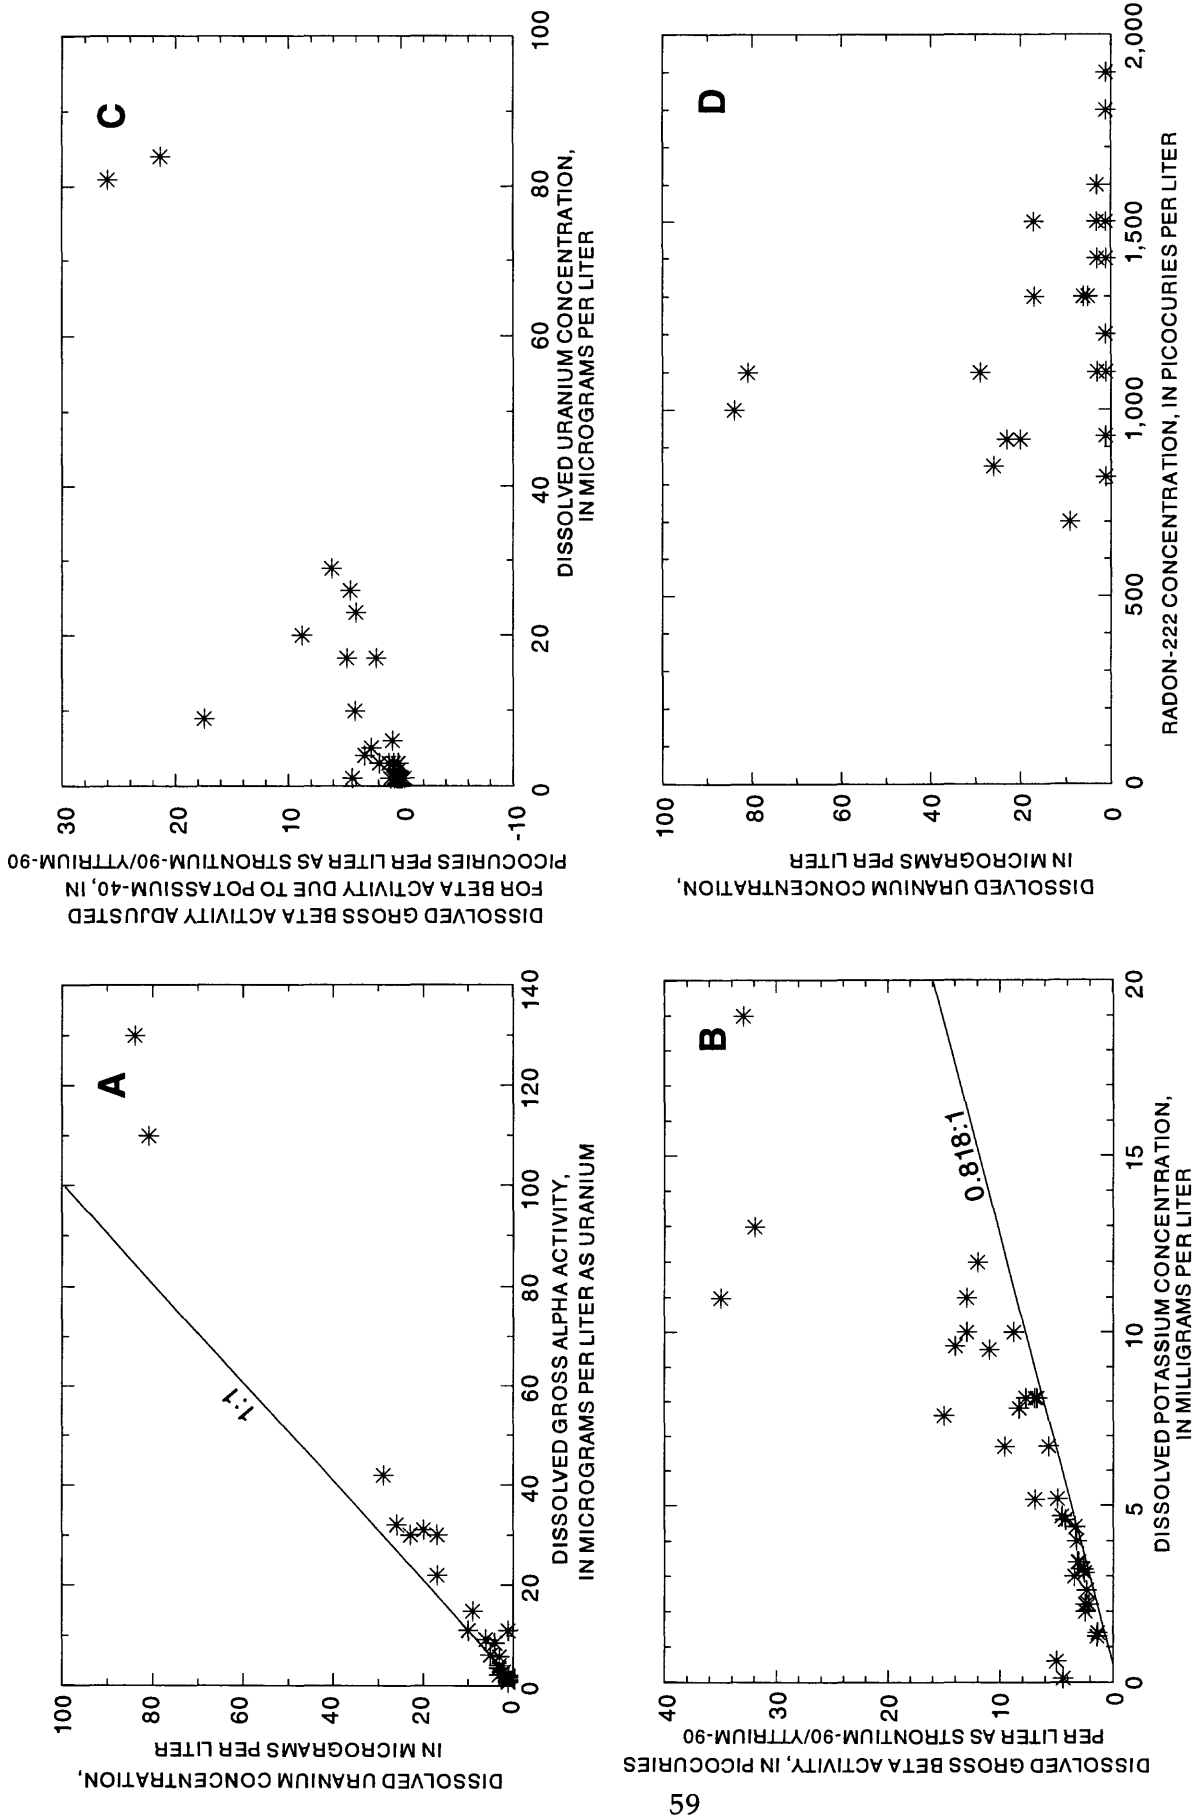 A
DISSOLVED URANIUM CONCENTRATION,
IN MICROGRAMS PER LITER
100
80
60
40
20
0
1:1
0 20 40 60 80 100 120 140
DISSOLVED GROSS ALPHA ACTIVITY,
IN MICROGRAMS PER LITER AS URANIUM
C
DISSOLVED GROSS BETA ACTIVITY ADJUSTED
FOR BETA ACTIVITY DUE TO POTASSIUM-40, IN
PICOCURIES PER LITER AS STRONTIUM-90/YTTRIUM-90
30
20
10
0
-10
0 20 40 60 80 100
DISSOLVED URANIUM CONCENTRATION,
IN MICROGRAMS PER LITER
B
DISSOLVED GROSS BETA ACTIVITY, IN PICOCURIES
PER LITER AS STRONTIUM-90/YTTRIUM-90
40
30
20
10
0
0.818:1
0 5 10 15 20
DISSOLVED POTASSIUM CONCENTRATION,
IN MILLIGRAMS PER LITER
D
DISSOLVED URANIUM CONCENTRATION,
IN MICROGRAMS PER LITER
100
80
60
40
20
0
0 500 1,000 1,500 2,000
RADON-222 CONCENTRATION, IN PICOCURIES PER LITER
59